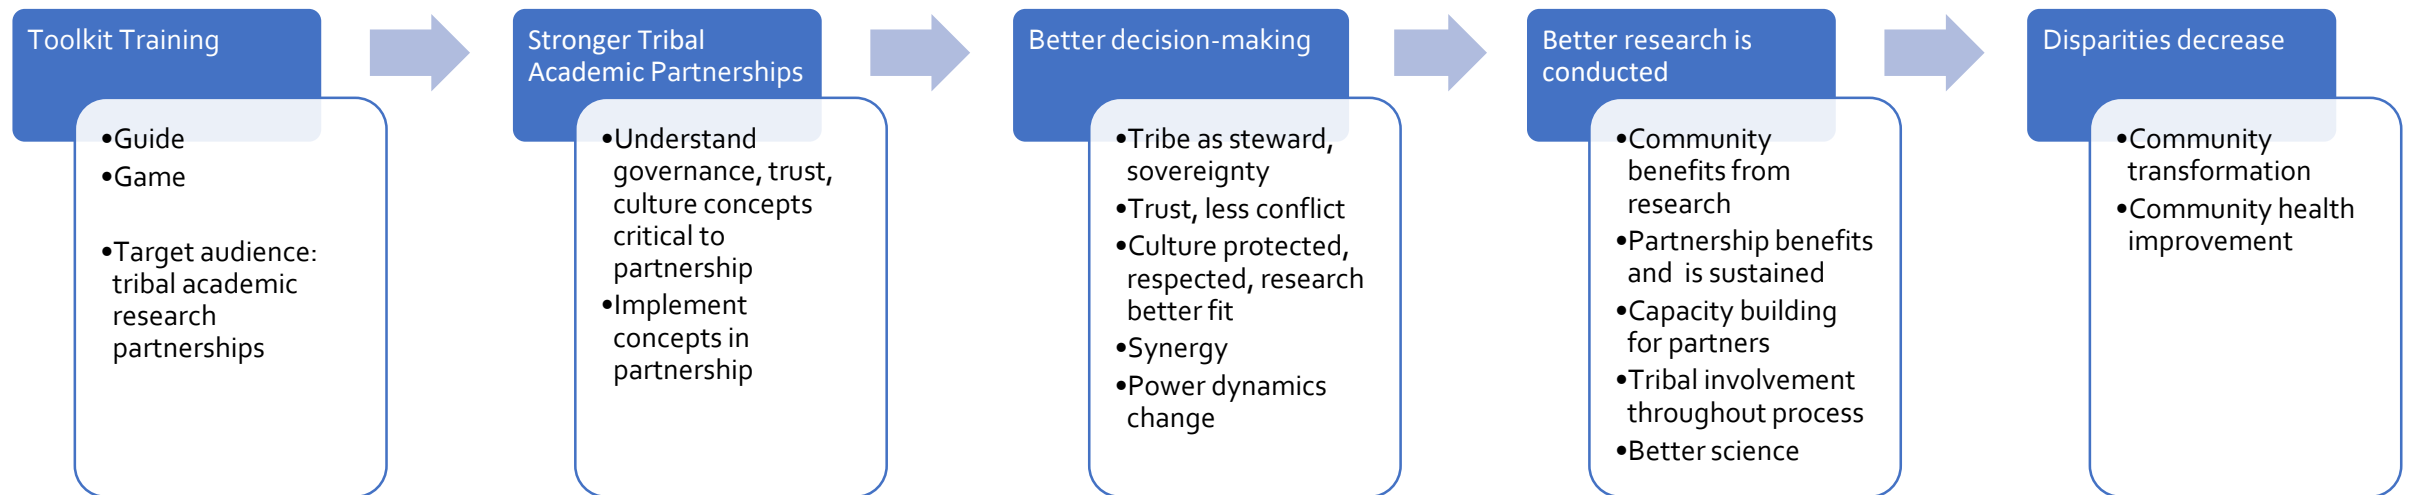 Toolkit Training
•Guide
•Game
•Target audience:
tribal academic
research
partnerships
Stronger Tribal
Academic Partnerships
•Understand
governance, trust,
culture concepts
critical to
partnership
•Implement
concepts in
partnership
Better decision-making
•Tribe as steward,
sovereignty
•Trust, less conflict
•Culture protected,
respected, research
better fit
•Synergy
•Power dynamics
change
Better research is
conducted
•Community
benefits from
research
•Partnership benefits
and is sustained
•Capacity building
for partners
•Tribal involvement
throughout process
•Better science
Disparities decrease
•Community
transformation
•Community health
improvement